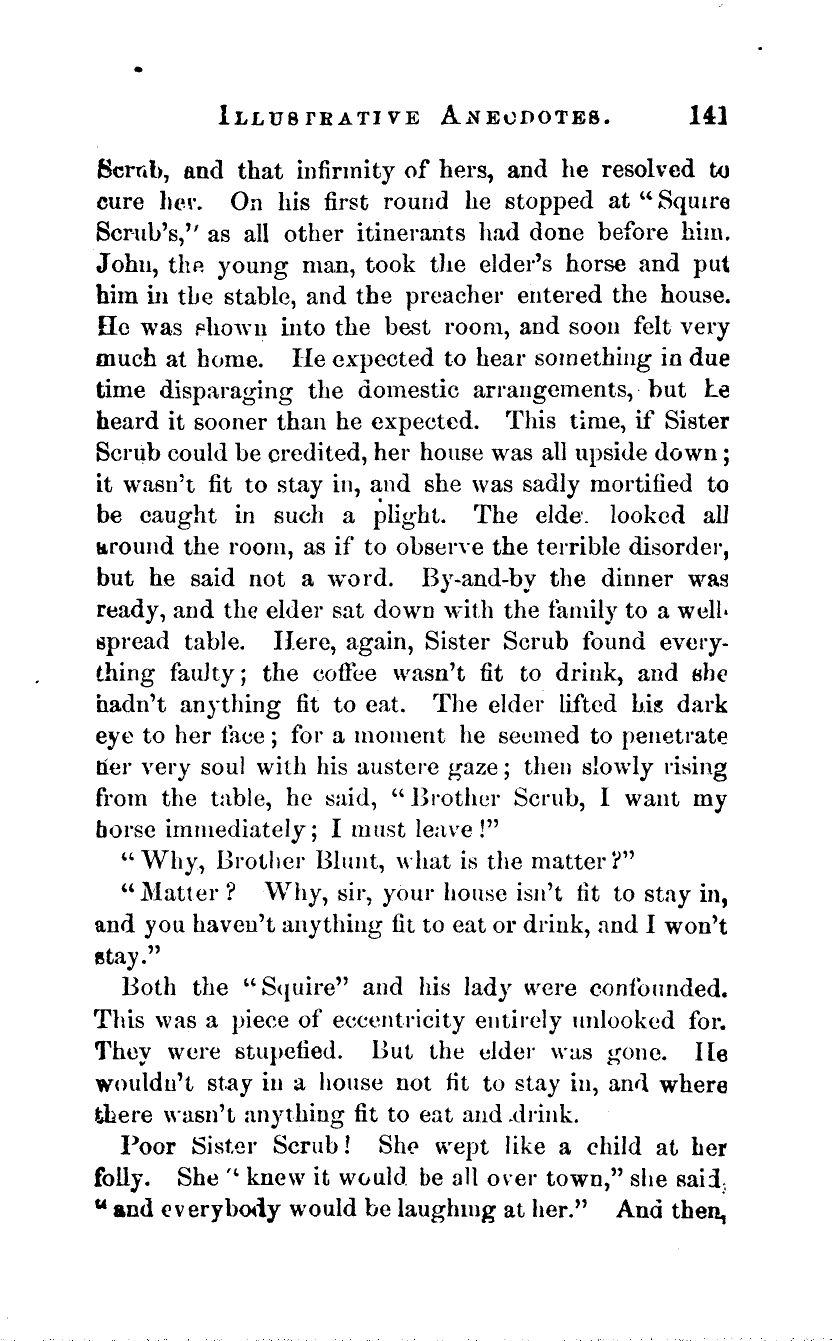 ILLUSTRATIVE ANECDOTES. 141
Scrub, and that infirmity of hers, and he resolved to
cure her. On his first round he stopped at "Squire
Scrub's," as all other itinerants had done before him.
John, the young man, took the elder's horse and put
him in the stable, and the preacher entered the house.
He was shown into the best room, and soon felt very
much at home. He expected to hear something in due
time disparaging the domestic arrangements, but he
heard it sooner than he expected. This time, if Sister
Scrub could be credited, her house was all upside down;
it wasn't fit to stay in, and she was sadly mortified to
be caught in such a plight. The elder looked all
around the room, as if to observe the terrible disorder,
but he said not a word. By-and-by the dinner was
ready, and the elder sat down with the family to a well-
spread table. Here, again, Sister Scrub found every-
thing faulty; the coffee wasn't fit to drink, and she
hadn't anything fit to eat. The elder lifted his dark
eye to her face; for a moment he seemed to penetrate
her very soul with his austere gaze; then slowly rising
from the table, he said, "Brother Scrub, I want my
horse immediately; I must leave!"
"Why, Brother Blunt, what is the matter?"
"Matter? Why, sir, your house isn't fit to stay in,
and you haven't anything fit to eat or drink, and I won't
stay."
Both the "Squire" and his lady were confounded.
This was a piece of eccentricity entirely unlooked for.
They were stupefied. But the elder was gone. He
wouldn't stay in a house not fit to stay in, and where
there wasn't anything fit to eat and drink.
Poor Sister Scrub! She wept like a child at her
folly. She "knew it would be all over town," she said,
"and everybody would be laughing at her." And then,